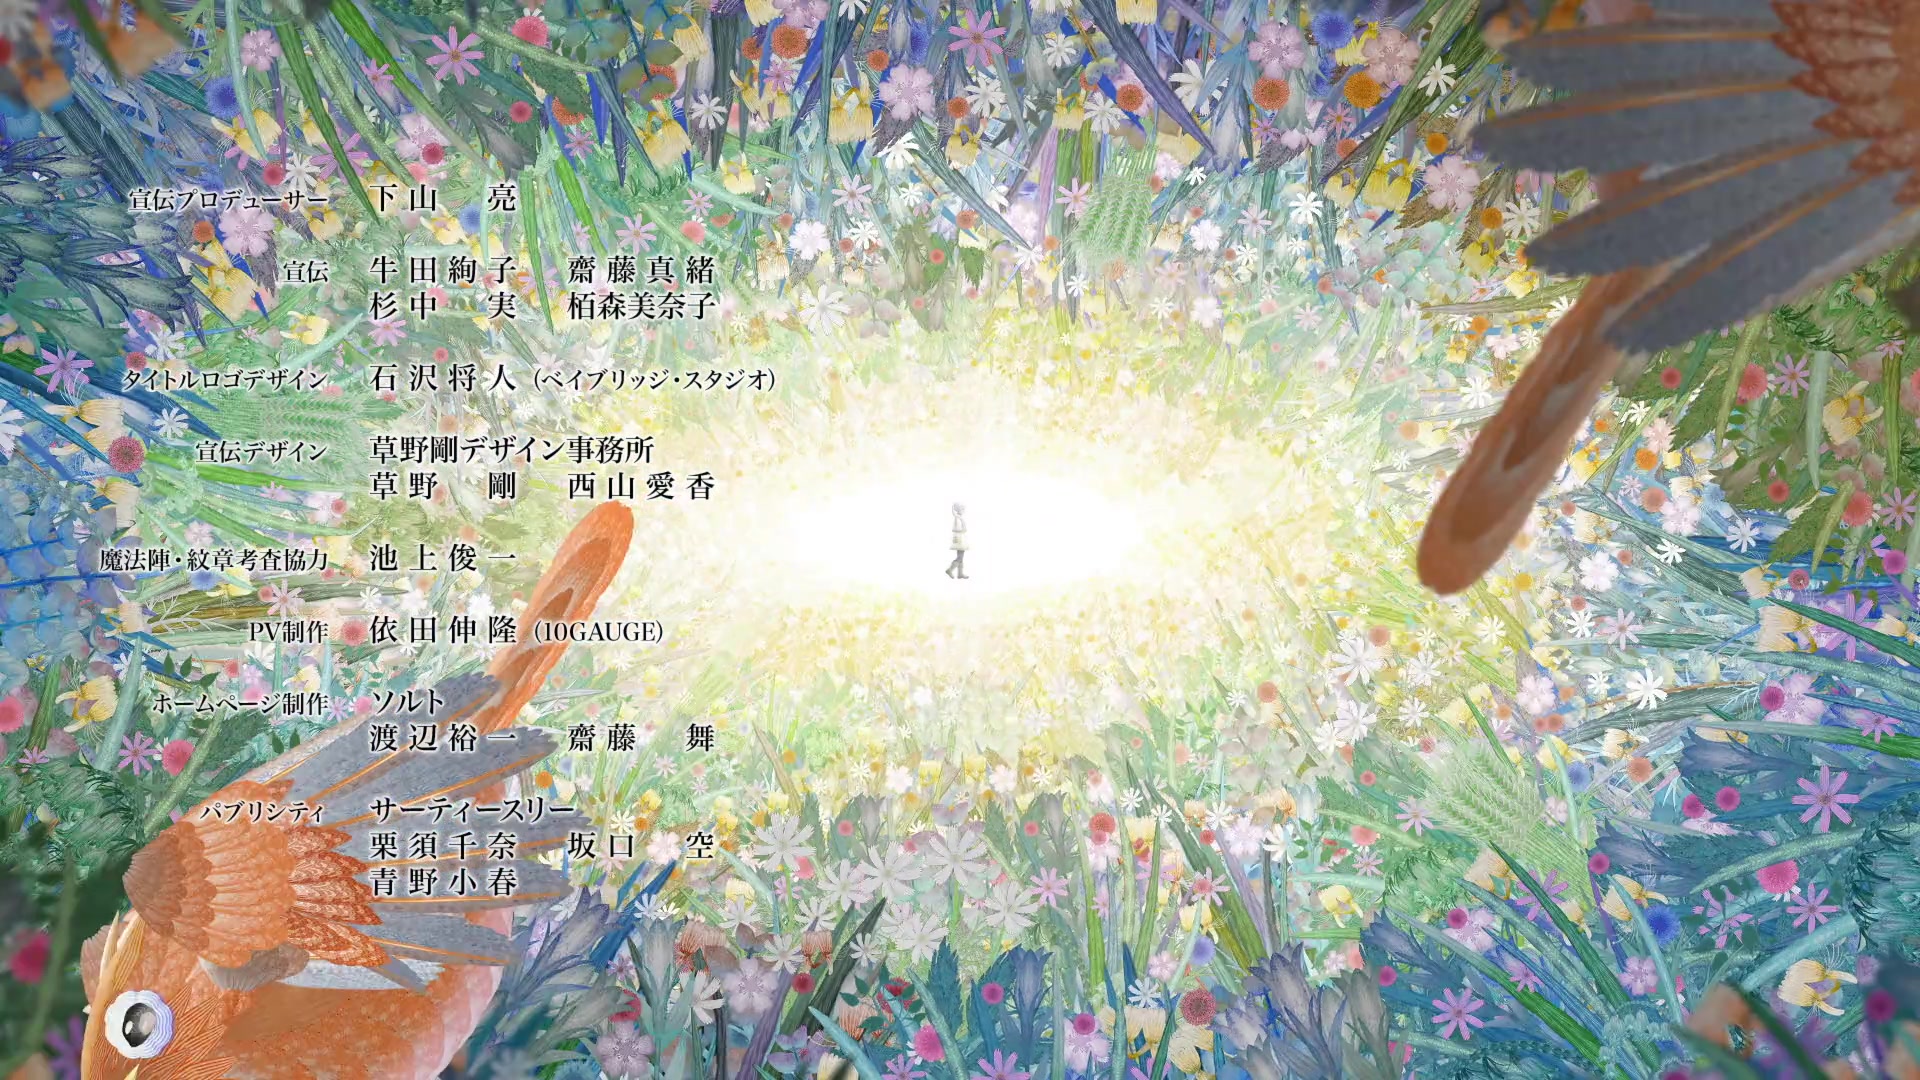 宣伝プロデューサー 下山 亮
宣伝 牛田絢子 齋藤真緒
杉中 実 栢森美奈子
タイトルロゴデザイン 石沢将人（ベイブリッジ・スタジオ）
宣伝デザイン 草野剛デザイン事務所
草野 剛 西山愛香
魔法陣・紋章考査協力 池上俊一
PV制作 依田伸隆（10GAUGE）
ホームページ制作 ソルト
渡辺裕一 齋藤 舞
パブリシティ サーティースリー
栗須千奈 坂口 空
青野小春